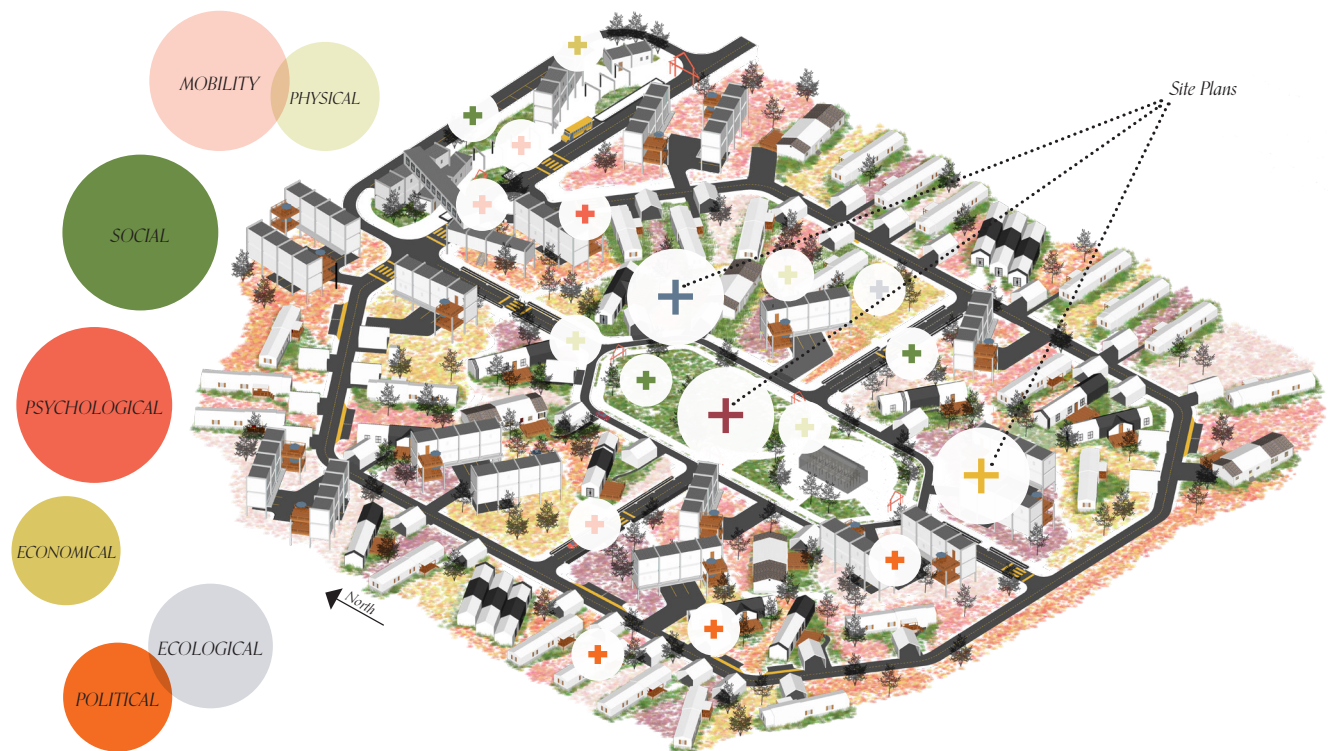 MOBILITY
PHYSICAL
Site Plans
SOCIAL
PSYCHOLOGICAL
ECONOMICAL
North
ECOLOGICAL
POLITICAL